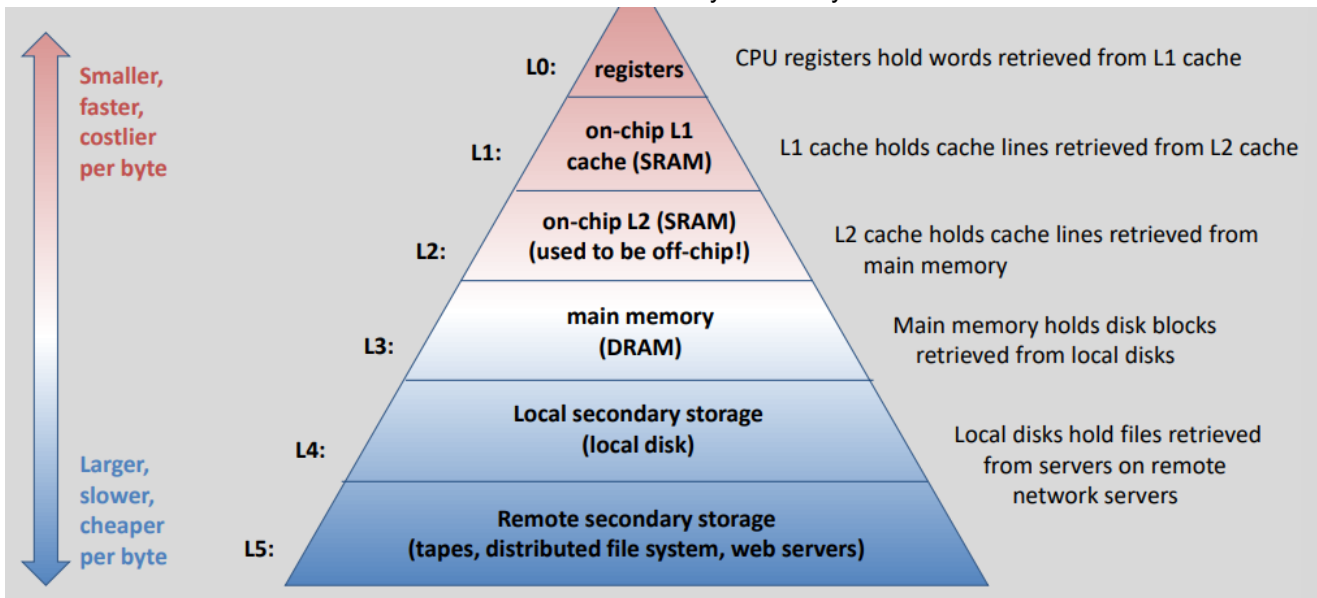 Smaller,
faster,
costlier
per byte
Larger,
slower,
cheaper
per byte
L0:
registers
CPU registers hold words retrieved from L1 cache
L1:
on-chip L1
cache (SRAM)
L1 cache holds cache lines retrieved from L2 cache
L2:
on-chip L2 (SRAM)
(used to be off-chip!)
L2 cache holds cache lines retrieved from
main memory
L3:
main memory
(DRAM)
Main memory holds disk blocks
retrieved from local disks
L4:
Local secondary storage
(local disk)
Local disks hold files retrieved
from servers on remote
network servers
L5:
Remote secondary storage
(tapes, distributed file system, web servers)